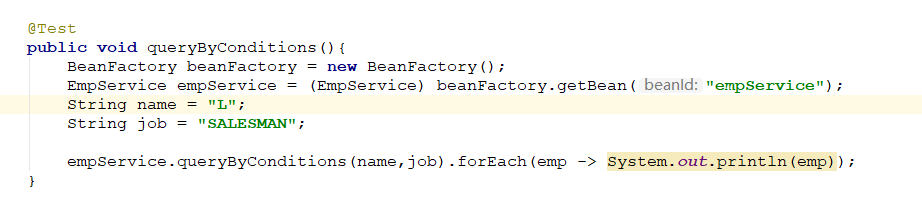 @Test
public void queryByConditions(){
BeanFactory beanFactory = new BeanFactory();
EmpService empService = (EmpService) beanFactory.getBean( beanId: "empService");
String name = "L";
String job = "SALESMAN";
empService.queryByConditions(name,job).forEach(emp -> System.out.println(emp));
}